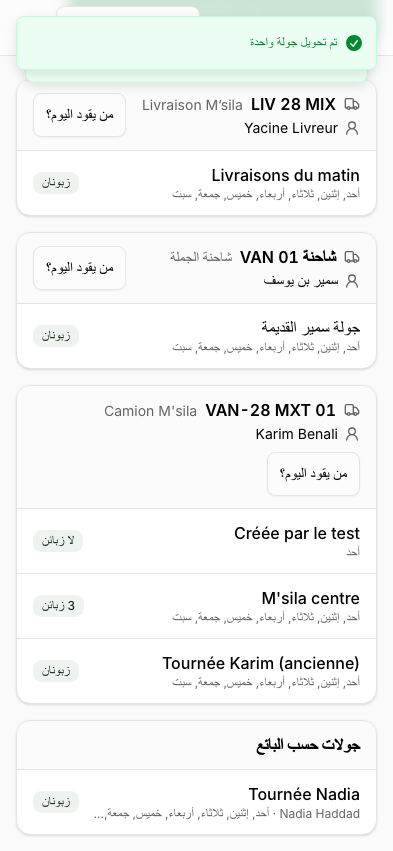 تم تحويل جولة واحدة
LIV 28 MIX Livraison M’sila
Yacine Livreur
من يقود اليوم؟
Livraisons du matin
أحد, إثنين, ثلاثاء, أربعاء, خميس, جمعة, سبت
زبونان
شاحنة VAN 01 شاحنة الجملة
سمير بن يوسف
من يقود اليوم؟
جولة سمير القديمة
أحد, إثنين, ثلاثاء, أربعاء, خميس, جمعة, سبت
زبونان
VAN-28 MXT 01 Camion M'sila
Karim Benali
من يقود اليوم؟
Créée par le test
أحد
لا زبائن
M'sila centre
أحد, إثنين, ثلاثاء, أربعاء, خميس, جمعة, سبت
3 زبائن
Tournée Karim (ancienne)
أحد, إثنين, ثلاثاء, أربعاء, خميس, جمعة, سبت
زبونان
جولات حسب البائع
Tournée Nadia
Nadia Haddad · أحد, إثنين, ثلاثاء, أربعاء, خميس, جمعة,...
زبونان